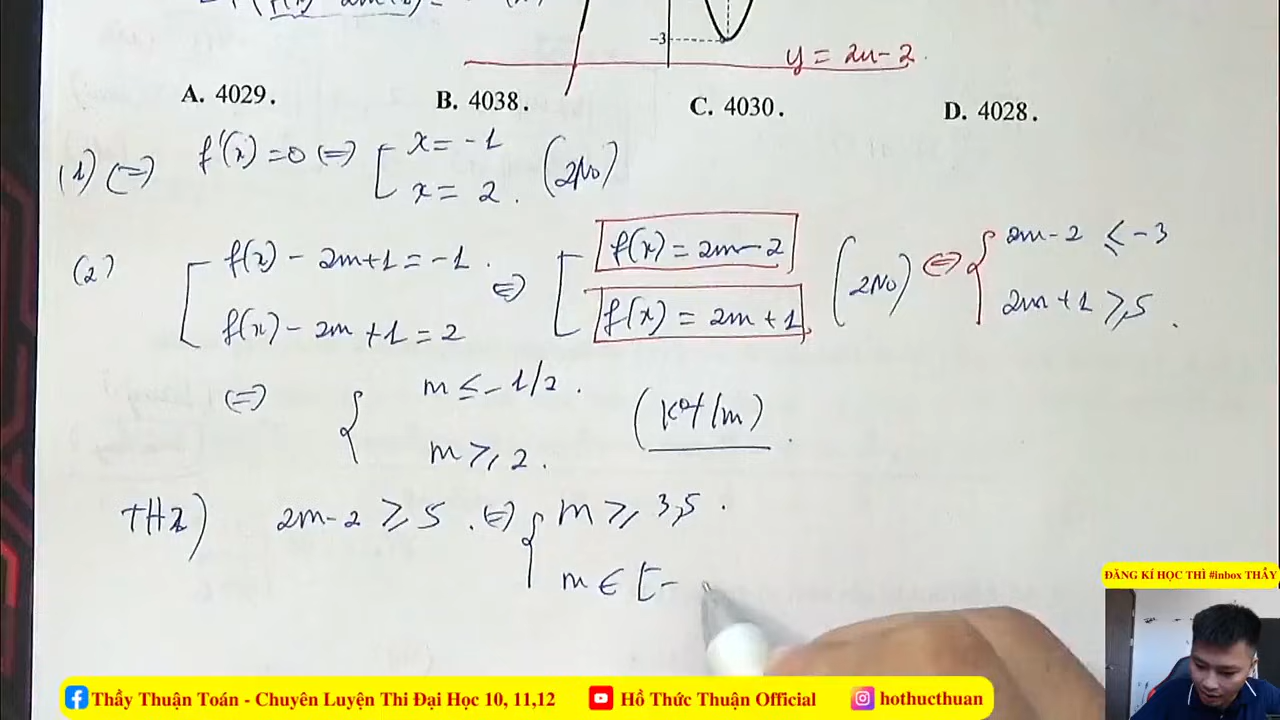 -3
y = 2m-2
A. 4029. B. 4038. C. 4030. D. 4028.
(1) ⇔ f'(x) = 0 ⇔ [ x = -1
x = 2. (2No)
(2) [ f(x) - 2m+1 = -1. ⇔ [ f(x) = 2m-2 (2No) ⇔ { 2m-2 ≤ -3
f(x) - 2m+1 = 2 f(x) = 2m+1, 2m+1 ≥ 5.
⇔ { m ≤ -1/2.
m ≥ 2. (K° t/m).
TH2) 2m-2 ≥ 5. ⇔ { m ≥ 3,5.
m ∈ [-
ĐĂNG KÍ HỌC THÌ #inbox THẦY
Thầy Thuận Toán - Chuyên Luyện Thi Đại Học 10, 11,12 Hồ Thức Thuận Official hothucthuan